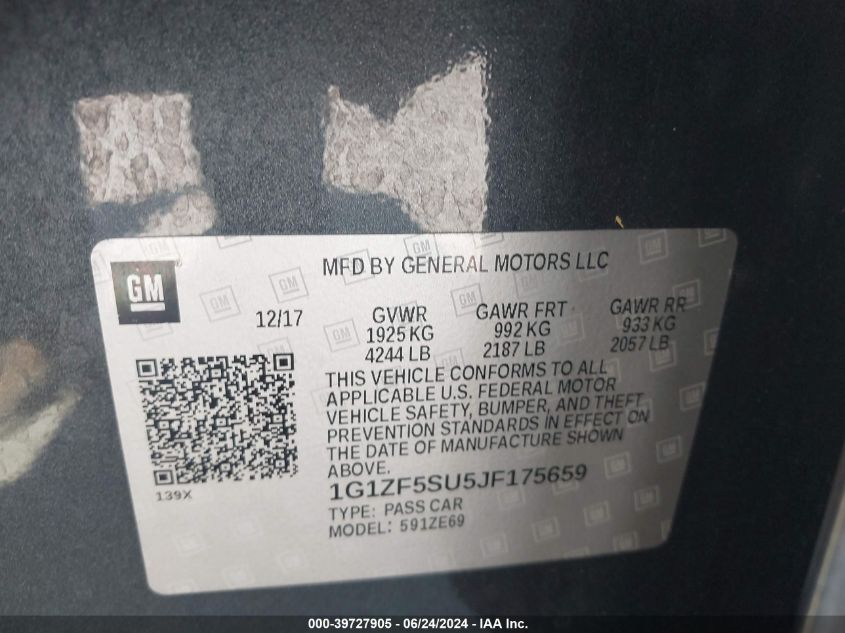 GM
MFD BY GENERAL MOTORS LLC
12/17
GVWR GAWR FRT GAWR RR
1925 KG 992 KG 933 KG
4244 LB 2187 LB 2057 LB
THIS VEHICLE CONFORMS TO ALL
APPLICABLE U.S. FEDERAL MOTOR
VEHICLE SAFETY, BUMPER, AND THEFT
PREVENTION STANDARDS IN EFFECT ON
THE DATE OF MANUFACTURE SHOWN
ABOVE.
139X
1G1ZF5SU5JF175659
TYPE: PASS CAR
MODEL: 591ZE69
000-39727905 - 06/24/2024 - IAA Inc.